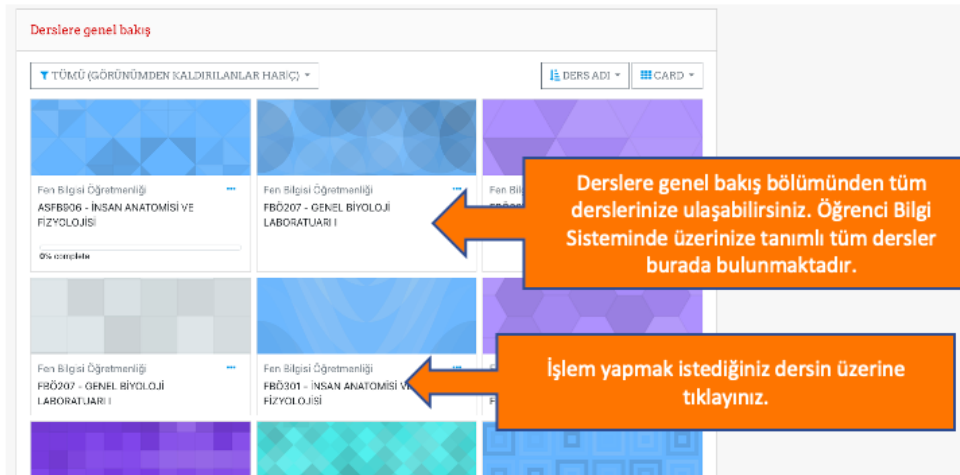 Derslere genel bakış
TÜMÜ (GÖRÜNÜMDEN KALDIRILANLAR HARİÇ)
DERS ADI
CARD
Fen Bilgisi Öğretmenliği
ASFB906 - İNSAN ANATOMİSİ VE
FİZYOLOJİSİ
0% complete
Fen Bilgisi Öğretmenliği
FBÖ207 - GENEL BİYOLOJİ
LABORATUARI I
Fen Bil
Derslere genel bakış bölümünden tüm
derslerinize ulaşabilirsiniz. Öğrenci Bilgi
Sisteminde üzerinize tanımlı tüm dersler
burada bulunmaktadır.
Fen Bilgisi Öğretmenliği
FBÖ207 - GENEL BİYOLOJİ
LABORATUARI I
Fen Bilgisi Öğretmenliği
FBÖ301 - İNSAN ANATOMİSİ VE
FİZYOLOJİSİ
İşlem yapmak istediğiniz dersin üzerine
tıklayınız.